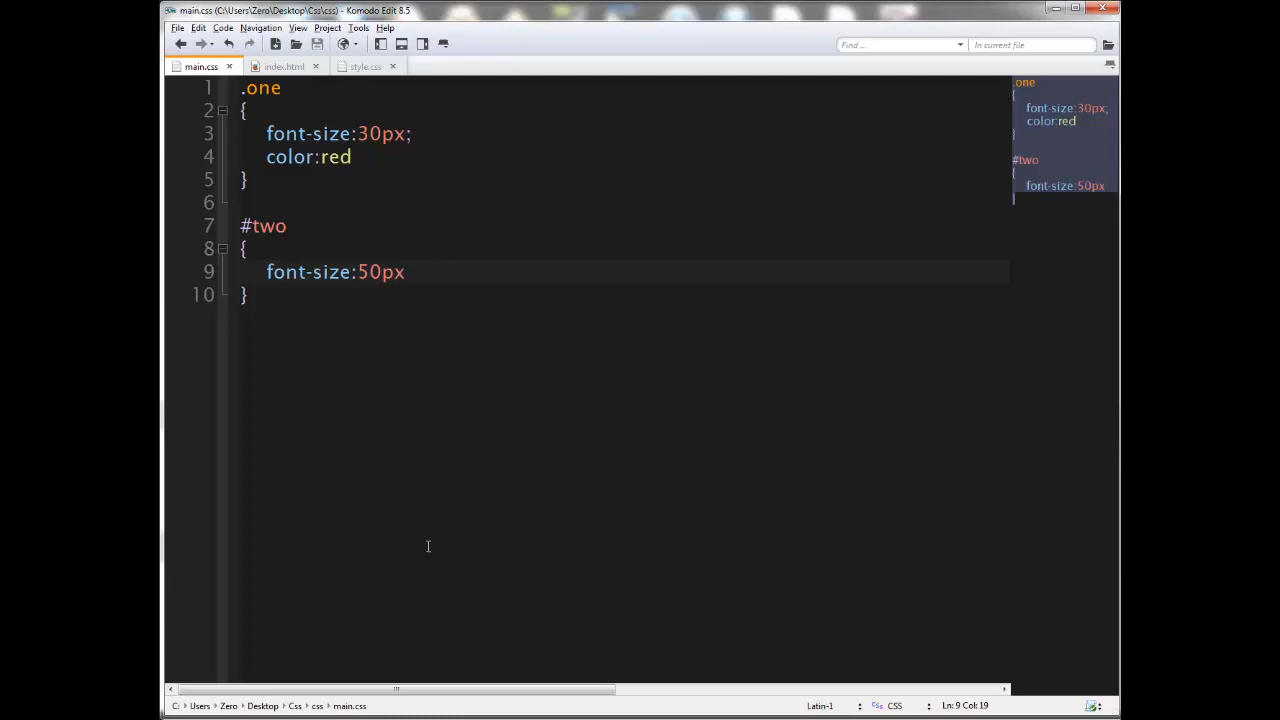 main.css (C:\Users\Zero\Desktop\Css\css) - Komodo Edit 8.5
File Edit Code Navigation View Project Tools Help
Find ... In current file
main.css index.html style.css
1 .one
2 {
3 font-size:30px;
4 color:red
5 }
6
7 #two
8 {
9 font-size:50px
10 }
.one
{
font-size:30px;
color:red
}
#two
{
font-size:50px
}
C: Users Zero Desktop Css css main.css Latin-1 CSS Ln: 9 Col: 19